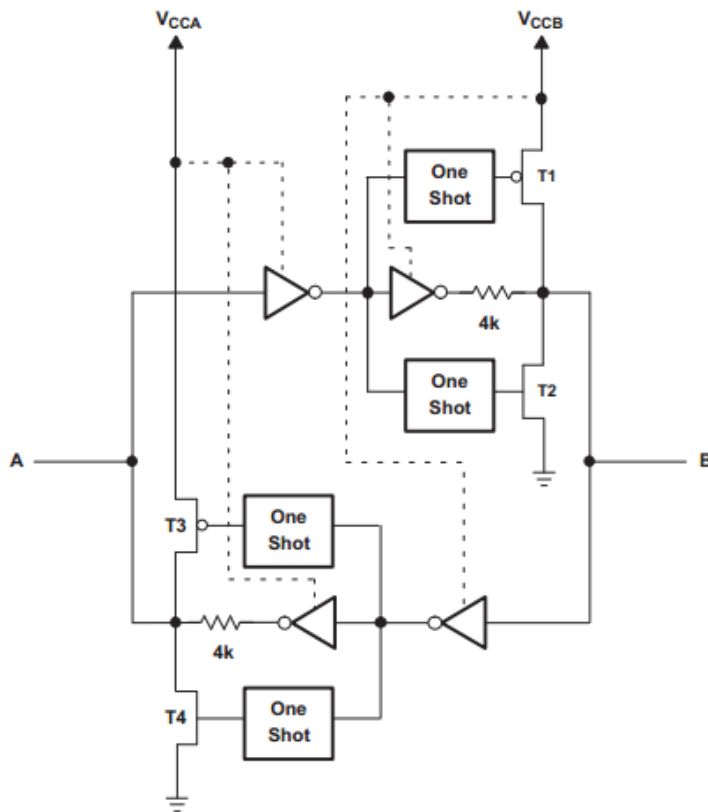 VCCA
VCCB
One
Shot
T1
4k
One
Shot
T2
A
B
T3
One
Shot
4k
T4
One
Shot